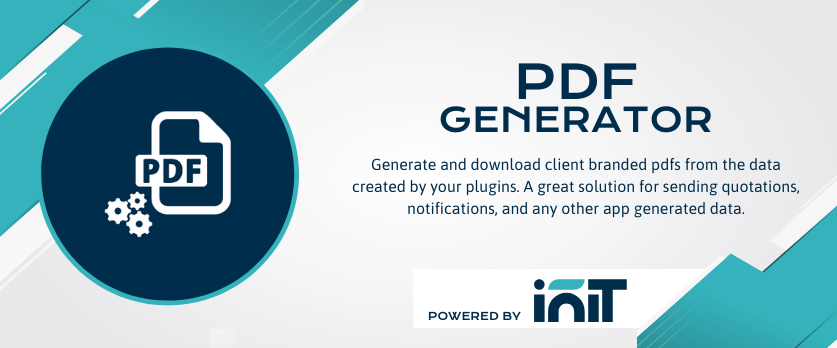 PDF
PDF
GENERATOR
Generate and download client branded pdfs from the data
created by your plugins. A great solution for sending quotations,
notifications, and any other app generated data.
POWERED BY iniT